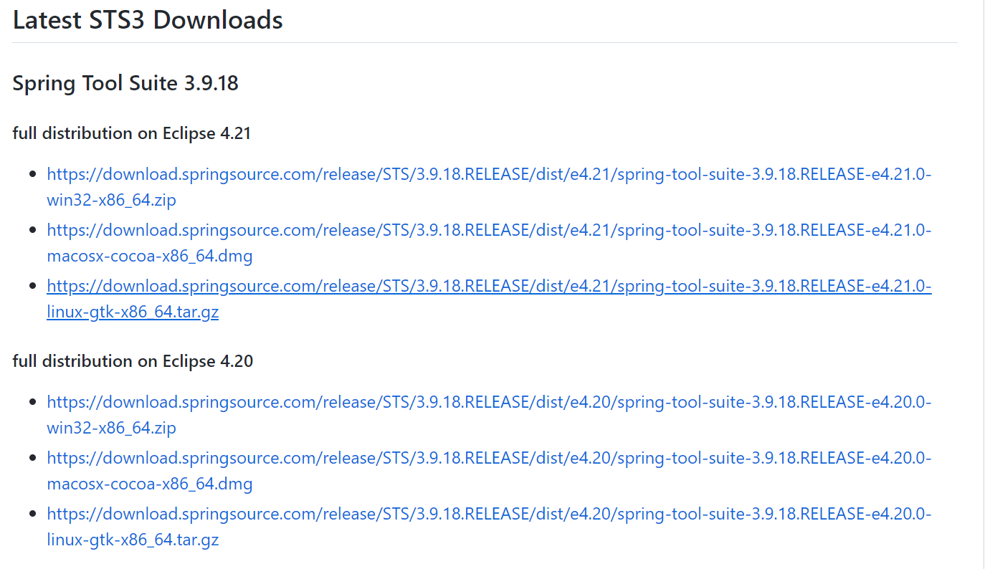 Latest STS3 Downloads
Spring Tool Suite 3.9.18
full distribution on Eclipse 4.21
https://download.springsource.com/release/STS/3.9.18.RELEASE/dist/e4.21/spring-tool-suite-3.9.18.RELEASE-e4.21.0-
win32-x86_64.zip
https://download.springsource.com/release/STS/3.9.18.RELEASE/dist/e4.21/spring-tool-suite-3.9.18.RELEASE-e4.21.0-
macosx-cocoa-x86_64.dmg
https://download.springsource.com/release/STS/3.9.18.RELEASE/dist/e4.21/spring-tool-suite-3.9.18.RELEASE-e4.21.0-
linux-gtk-x86_64.tar.gz
full distribution on Eclipse 4.20
https://download.springsource.com/release/STS/3.9.18.RELEASE/dist/e4.20/spring-tool-suite-3.9.18.RELEASE-e4.20.0-
win32-x86_64.zip
https://download.springsource.com/release/STS/3.9.18.RELEASE/dist/e4.20/spring-tool-suite-3.9.18.RELEASE-e4.20.0-
macosx-cocoa-x86_64.dmg
https://download.springsource.com/release/STS/3.9.18.RELEASE/dist/e4.20/spring-tool-suite-3.9.18.RELEASE-e4.20.0-
linux-gtk-x86_64.tar.gz